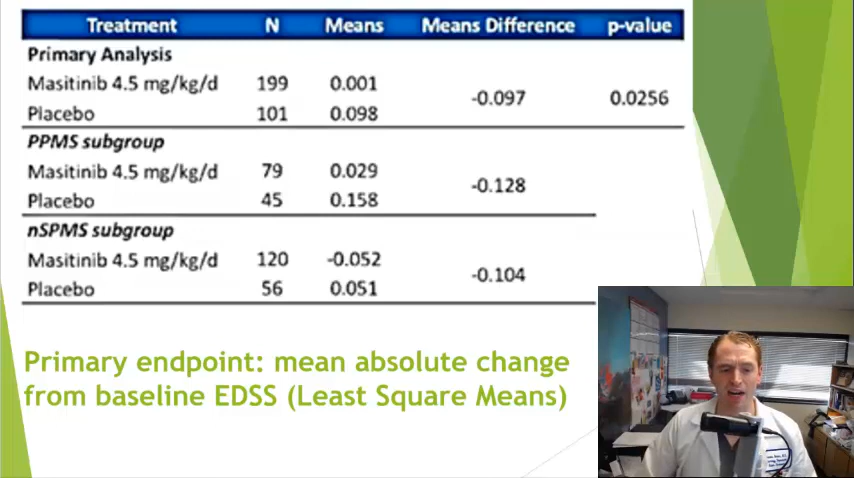 Treatment N Means Means Difference p-value
Primary Analysis
Masitinib 4.5 mg/kg/d 199 0.001
-0.097 0.0256
Placebo 101 0.098
PPMS subgroup
Masitinib 4.5 mg/kg/d 79 0.029
-0.128
Placebo 45 0.158
nSPMS subgroup
Masitinib 4.5 mg/kg/d 120 -0.052
-0.104
Placebo 56 0.051
Primary endpoint: mean absolute change
from baseline EDSS (Least Square Means)